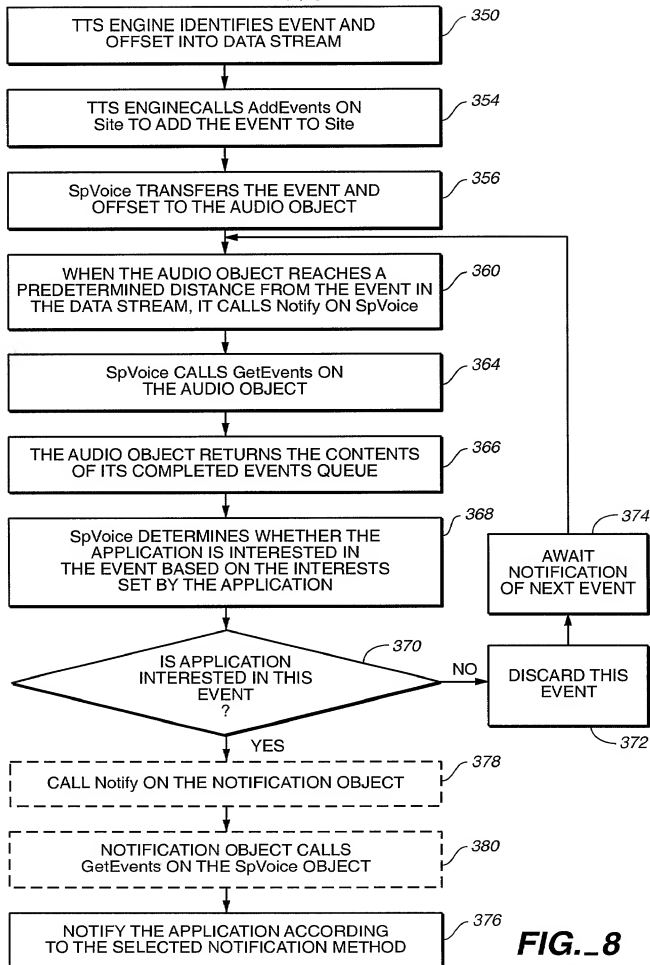 TTS ENGINE IDENTIFIES EVENT AND
OFFSET INTO DATA STREAM
350
TTS ENGINECALLS AddEvents ON
Site TO ADD THE EVENT TO Site
354
SpVoice TRANSFERS THE EVENT AND
OFFSET TO THE AUDIO OBJECT
356
WHEN THE AUDIO OBJECT REACHES A
PREDETERMINED DISTANCE FROM THE EVENT IN
THE DATA STREAM, IT CALLS Notify ON SpVoice
360
SpVoice CALLS GetEvents ON
THE AUDIO OBJECT
364
THE AUDIO OBJECT RETURNS THE CONTENTS
OF ITS COMPLETED EVENTS QUEUE
366
SpVoice DETERMINES WHETHER THE
APPLICATION IS INTERESTED IN
THE EVENT BASED ON THE INTERESTS
SET BY THE APPLICATION
368
IS APPLICATION
INTERESTED IN THIS
EVENT
?
370
NO
DISCARD THIS
EVENT
372
AWAIT
NOTIFICATION
OF NEXT EVENT
374
YES
CALL Notify ON THE NOTIFICATION OBJECT
378
NOTIFICATION OBJECT CALLS
GetEvents ON THE SpVoice OBJECT
380
NOTIFY THE APPLICATION ACCORDING
TO THE SELECTED NOTIFICATION METHOD
376
FIG._8